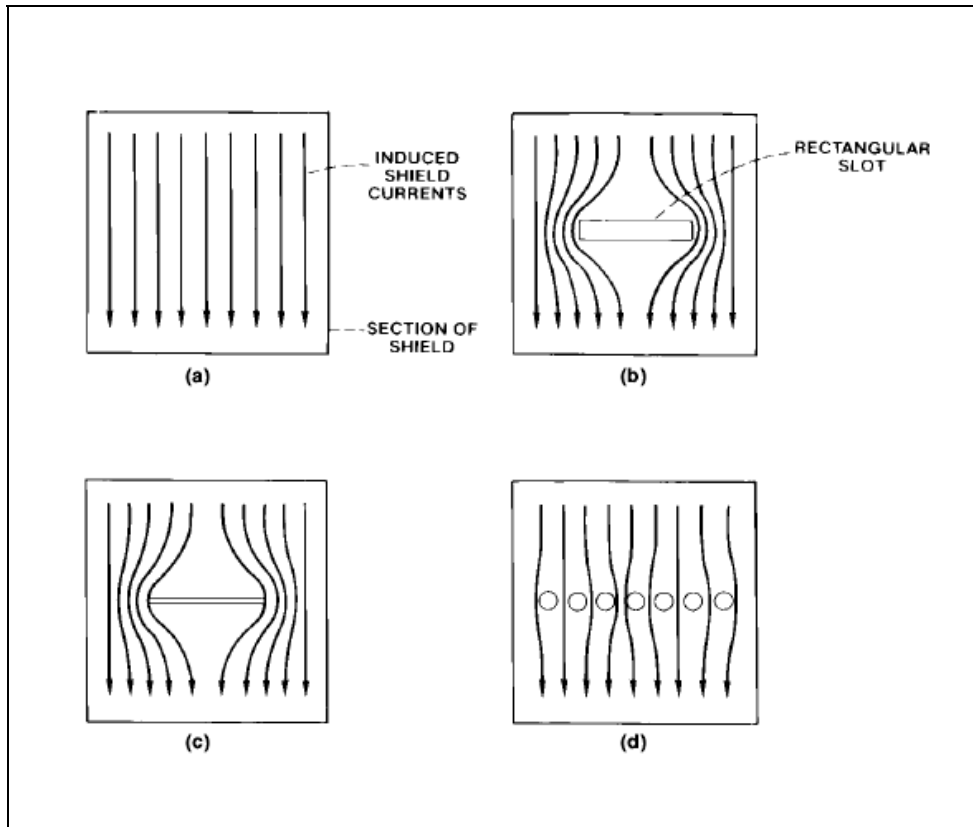 INDUCED
SHIELD
CURRENTS
SECTION OF
SHIELD
(a)
RECTANGULAR
SLOT
(b)
(c)
(d)